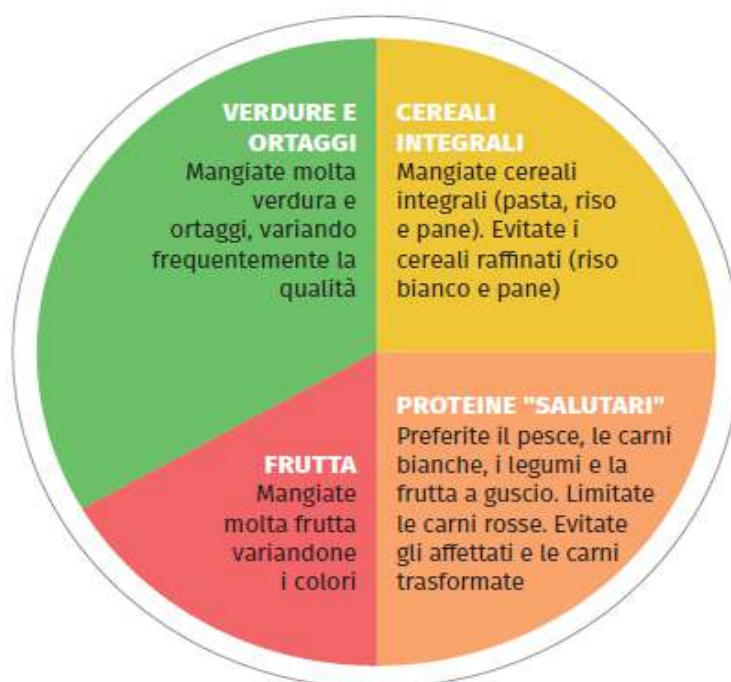 VERDURE E
ORTAGGI
Mangiate molta
verdura e
ortaggi, variando
frequentemente la
qualità
CEREALI
INTEGRALI
Mangiate cereali
integrali (pasta, riso
e pane). Evitate i
cereali raffinati (riso
bianco e pane)
FRUTTA
Mangiate
molta frutta
variandone
i colori
PROTEINE "SALUTARI"
Preferite il pesce, le carni
bianche, i legumi e la
frutta a guscio. Limitate
le carni rosse. Evitate
gli affettati e le carni
trasformate